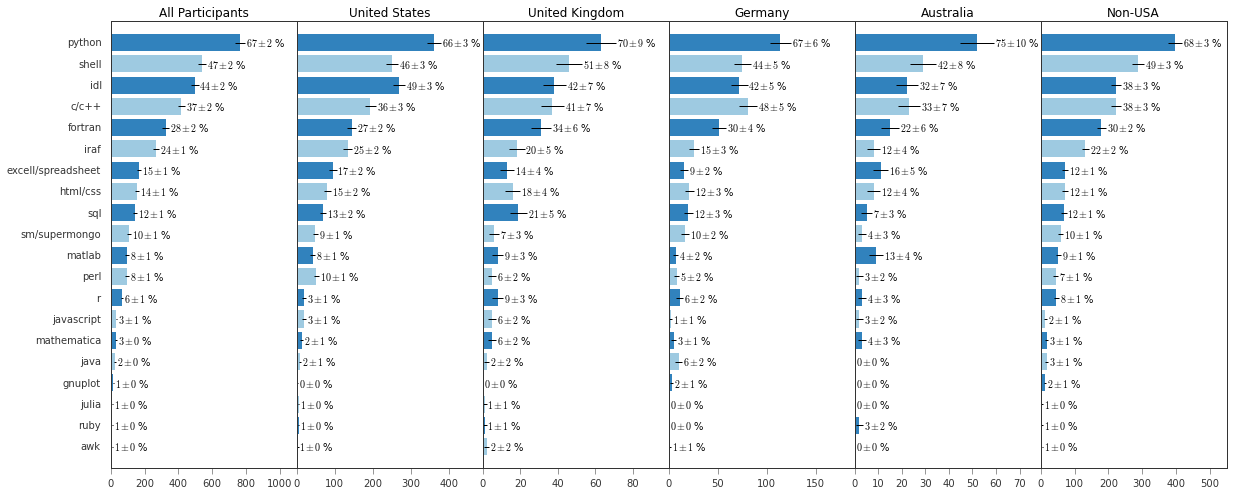 All Participants United States United Kingdom Germany Australia Non-USA
python 67±2 % 66±3 % 70±9 % 67±6 % 75±10 % 68±3 %
shell 47±2 % 46±3 % 51±8 % 44±5 % 42±8 % 49±3 %
idl 44±2 % 49±3 % 42±7 % 42±5 % 32±7 % 38±3 %
c/c++ 37±2 % 36±3 % 41±7 % 48±5 % 33±7 % 38±3 %
fortran 28±2 % 27±2 % 34±6 % 30±4 % 22±6 % 30±2 %
iraf 24±1 % 25±2 % 20±5 % 15±3 % 12±4 % 22±2 %
excell/spreadsheet 15±1 % 17±2 % 14±4 % 9±2 % 16±5 % 12±1 %
html/css 14±1 % 15±2 % 18±4 % 12±3 % 12±4 % 12±1 %
sql 12±1 % 13±2 % 21±5 % 12±3 % 7±3 % 12±1 %
sm/supermongo 10±1 % 9±1 % 7±3 % 10±2 % 4±3 % 10±1 %
matlab 8±1 % 8±1 % 9±3 % 4±2 % 13±4 % 9±1 %
perl 8±1 % 10±1 % 6±2 % 5±2 % 3±2 % 7±1 %
r 6±1 % 3±1 % 9±3 % 6±2 % 4±3 % 8±1 %
javascript 3±1 % 3±1 % 6±2 % 1±1 % 3±2 % 2±1 %
mathematica 3±0 % 2±1 % 6±2 % 3±1 % 4±3 % 3±1 %
java 2±0 % 2±1 % 2±2 % 6±2 % 0±0 % 3±1 %
gnuplot 1±0 % 0±0 % 0±0 % 2±1 % 0±0 % 2±1 %
julia 1±0 % 1±0 % 1±1 % 0±0 % 0±0 % 1±0 %
ruby 1±0 % 1±0 % 1±1 % 0±0 % 3±2 % 1±0 %
awk 1±0 % 1±0 % 2±2 % 1±1 % 0±0 % 1±0 %
0 200 400 600 800 1000 0 100 200 300 400 0 20 40 60 80 0 50 100 150 0 10 20 30 40 50 60 70 0 100 200 300 400 500